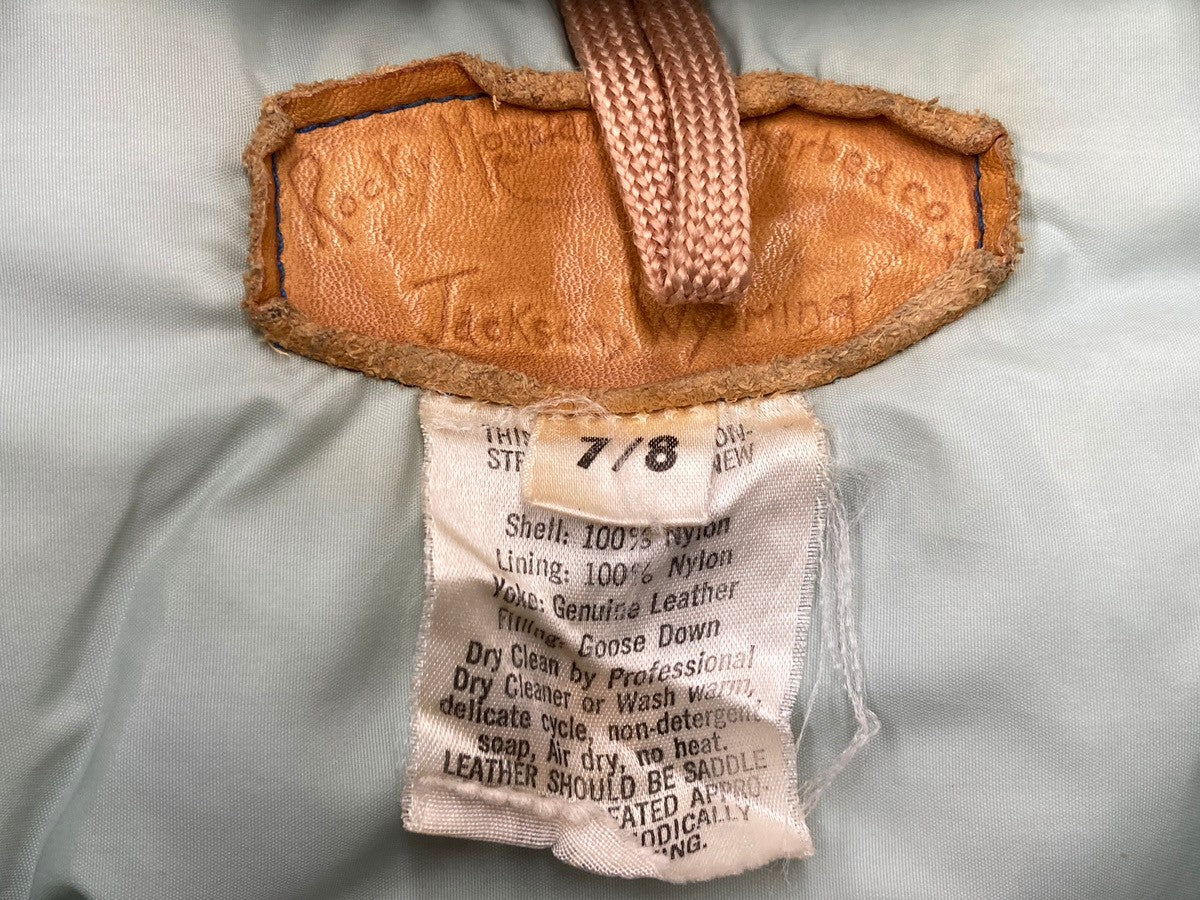 Rocky Mountain Featherbed Co.
Jackson, Wyoming
7/8
Shell: 100% Nylon
Lining: 100% Nylon
Yoke: Genuine Leather
Filling: Goose Down
Dry Clean by Professional
Dry Cleaner or Wash warm,
delicate cycle, non-detergent
soap, Air dry, no heat.
LEATHER SHOULD BE SADDLE